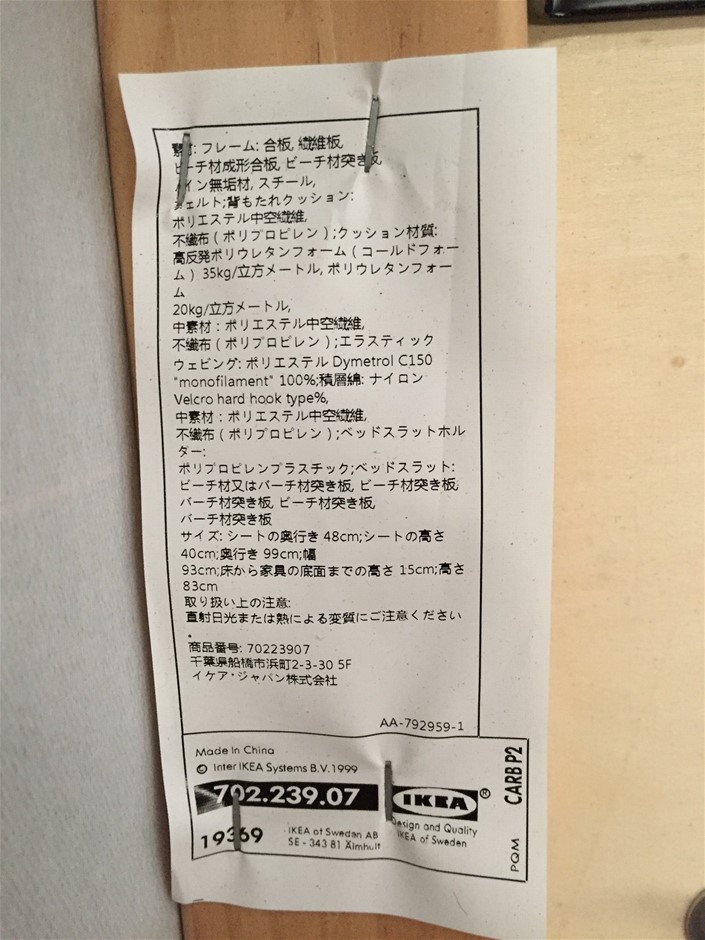 素材: フレーム: 合板, 繊維板,
ビーチ材成形合板, ビーチ材突き板
パイン無垢材, スチール,
フェルト;背もたれクッション:
ポリエステル中空繊維,
不織布 ( ポリプロピレン ) ;クッション材質:
高反発ポリウレタンフォーム ( コールドフォー
ム ) 35kg/立方メートル, ポリウレタンフォー
ム
20kg/立方メートル,
中素材 : ポリエステル中空繊維,
不織布 ( ポリプロピレン ) ;エラスティック
ウェビング: ポリエステル Dymetrol C150
"monofilament" 100%;積層綿: ナイロン
Velcro hard hook type%,
中素材 : ポリエステル中空繊維,
不織布 ( ポリプロピレン ) ;ベッドスラットホル
ダー:
ポリプロピレンプラスチック;ベッドスラット:
ビーチ材又はバーチ材突き板, ビーチ材突き板,
バーチ材突き板, ビーチ材突き板,
バーチ材突き板
サイズ: シートの奥行き 48cm;シートの高さ
40cm;奥行き 99cm;幅
93cm;床から家具の底面までの高さ 15cm;高さ
83cm
取り扱い上の注意:
直射日光または熱による変質にご注意ください
.
商品番号: 70223907
千葉県船橋市浜町2-3-30 5F
イケア・ジャパン株式会社
AA-792959-1
Made In China
© Inter IKEA Systems B.V. 1999
702.239.07
IKEA®
19369
IKEA of Sweden AB
SE - 343 81 Älmhult
Design and Quality
IKEA of Sweden
PQM CARB P2